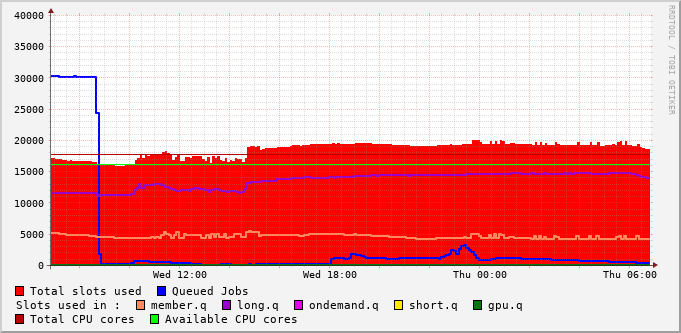 40000
35000
30000
25000
20000
15000
10000
5000
0
Wed 12:00 Wed 18:00 Thu 00:00 Thu 06:00
RRDTOOL / TOBI OETIKER
Total slots used Queued Jobs
Slots used in : member.q long.q ondemand.q short.q gpu.q
Total CPU cores Available CPU cores